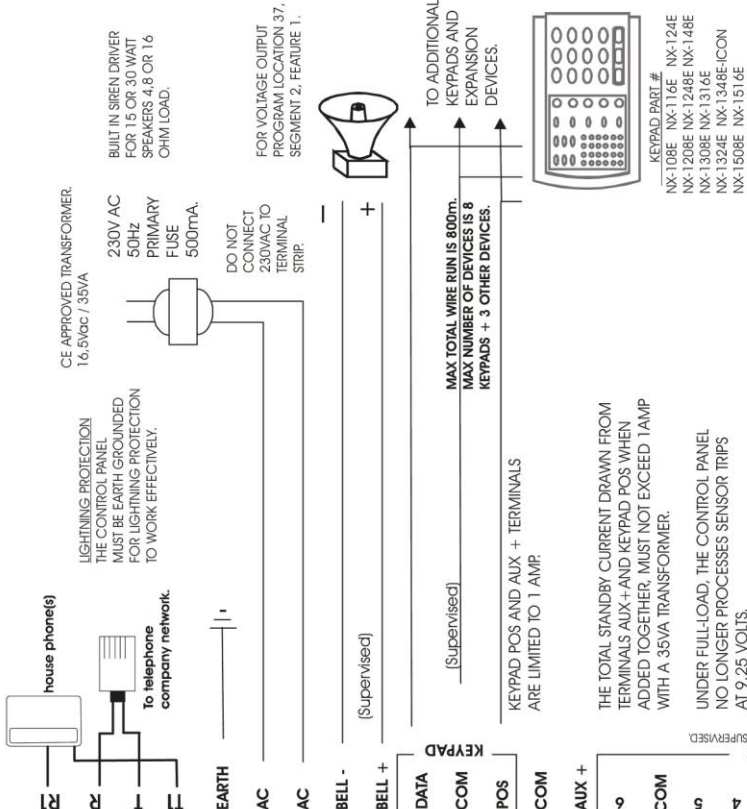 house phone(s)
To telephone
company network.
LIGHTNING PROTECTION
THE CONTROL PANEL
MUST BE EARTH GROUNDED
FOR LIGHTNING PROTECTION
TO WORK EFFECTIVELY.
CE APPROVED TRANSFORMER.
16,5Vac / 35VA
230V AC
50Hz
PRIMARY
FUSE
500mA.
DO NOT
CONNECT
230VAC TO
TERMINAL
STRIP.
BUILT IN SIREN DRIVER
FOR 15 OR 30 WATT
SPEAKERS 4,8 OR 16
OHM LOAD.
FOR VOLTAGE OUTPUT
PROGRAM LOCATION 37,
SEGMENT 2, FEATURE 1.
R
T
EARTH
AC
AC
BELL -
–
(Supervised)
BELL +
+
KEYPAD
DATA
COM
POS
(Supervised)
MAX TOTAL WIRE RUN IS 800m.
MAX NUMBER OF DEVICES IS 8
KEYPADS + 3 OTHER DEVICES.
TO ADDITIONAL
KEYPADS AND
EXPANSION
DEVICES.
KEYPAD POS AND AUX + TERMINALS
ARE LIMITED TO 1 AMP.
COM
AUX +
KEYPAD PART #
NX-108E NX-116E NX-124E
NX-1208E NX-1248E NX-148E
NX-1308E NX-1316E
NX-1324E NX-1348E-ICON
NX-1508E NX-1516E
THE TOTAL STANDBY CURRENT DRAWN FROM
TERMINALS AUX+AND KEYPAD POS WHEN
ADDED TOGETHER, MUST NOT EXCEED 1AMP
WITH A 35VA TRANSFORMER.
UNDER FULL-LOAD, THE CONTROL PANEL
NO LONGER PROCESSES SENSOR TRIPS
AT 9.25 VOLTS.
SUPERVISED.
COM